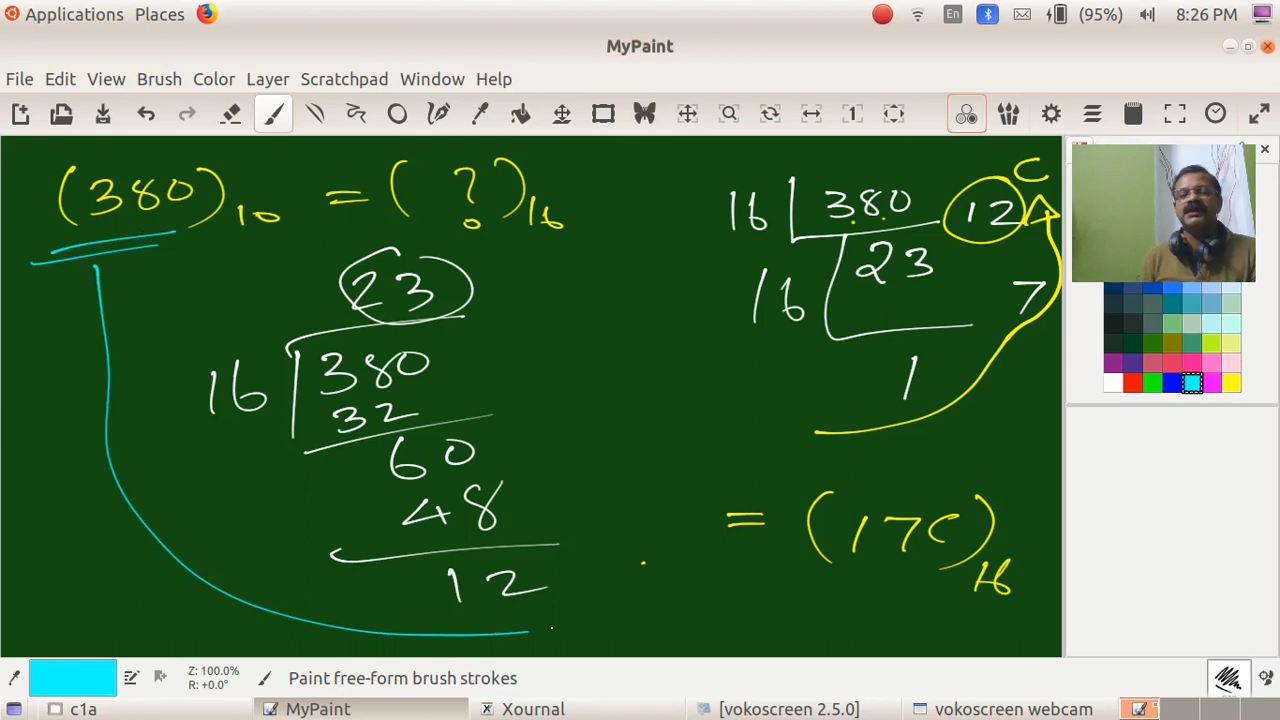 Applications Places En (95%) 8:26 PM
MyPaint
File Edit View Brush Color Layer Scratchpad Window Help
(380)10 = (?)16
16 380 12 C
16 23 7
1
23
16 380
32
60
48
12
= (17C)16
Z: 100.0%
R: +0.0°
Paint free-form brush strokes
c1a MyPaint Xournal [vokoscreen 2.5.0] vokoscreen webcam